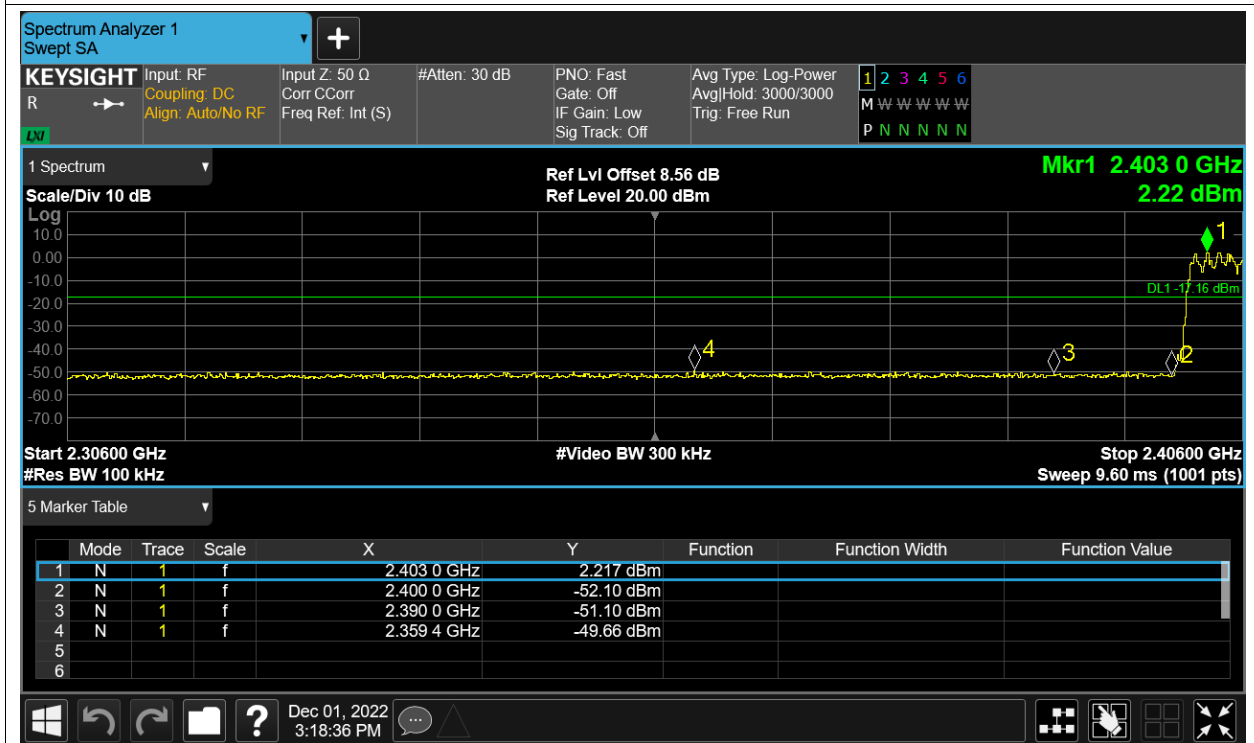 Spectrum Analyzer 1
Swept SA
+
KEYSIGHT
R
LXI
Input: RF
Coupling: DC
Align: Auto/No RF
Input Z: 50 Ω
Corr CCorr
Freq Ref: Int (S)
#Atten: 30 dB
PNO: Fast
Gate: Off
IF Gain: Low
Sig Track: Off
Avg Type: Log-Power
Avg|Hold: 3000/3000
Trig: Free Run
1 2 3 4 5 6
M W W W W W
P N N N N N
1 Spectrum
Scale/Div 10 dB
Ref Lvl Offset 8.56 dB
Ref Level 20.00 dBm
Mkr1 2.403 0 GHz
2.22 dBm
Log
10.0
0.00
-10.0
-20.0
-30.0
-40.0
-50.0
-60.0
-70.0
1
DL1 -17.16 dBm
4
3
2
Start 2.30600 GHz
#Res BW 100 kHz
#Video BW 300 kHz
Stop 2.40600 GHz
Sweep 9.60 ms (1001 pts)
5 Marker Table
Mode Trace Scale X Y Function Function Width Function Value
1 N 1 f 2.403 0 GHz 2.217 dBm
2 N 1 f 2.400 0 GHz -52.10 dBm
3 N 1 f 2.390 0 GHz -51.10 dBm
4 N 1 f 2.359 4 GHz -49.66 dBm
5
6
?
Dec 01, 2022
3:18:36 PM